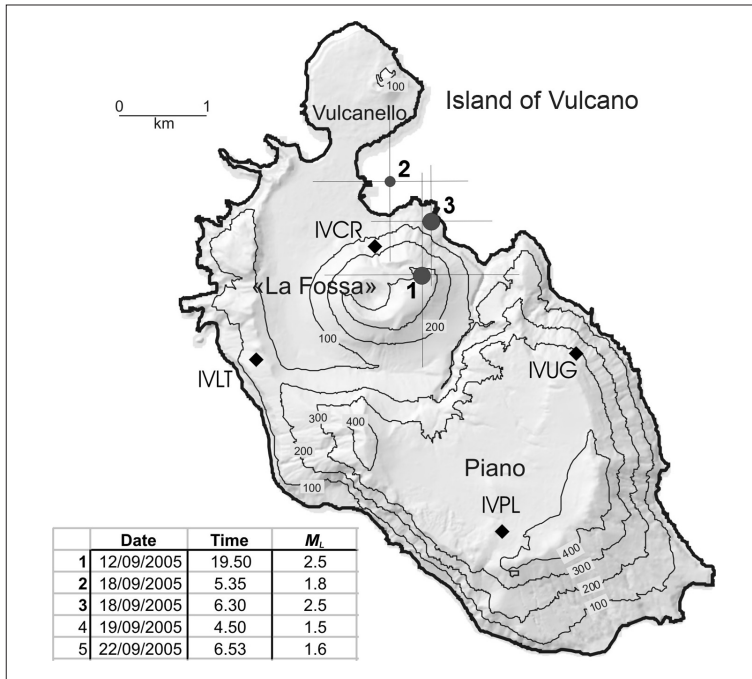 100
Vulcanello
Island of Vulcano
0 1
km
2
3
IVCR
«La Fossa»
1
100
200
IVLT
IVUG
300
400
200
100
Piano
IVPL
400
300
200
100
Date Time ML
1 12/09/2005 19.50 2.5
2 18/09/2005 5.35 1.8
3 18/09/2005 6.30 2.5
4 19/09/2005 4.50 1.5
5 22/09/2005 6.53 1.6